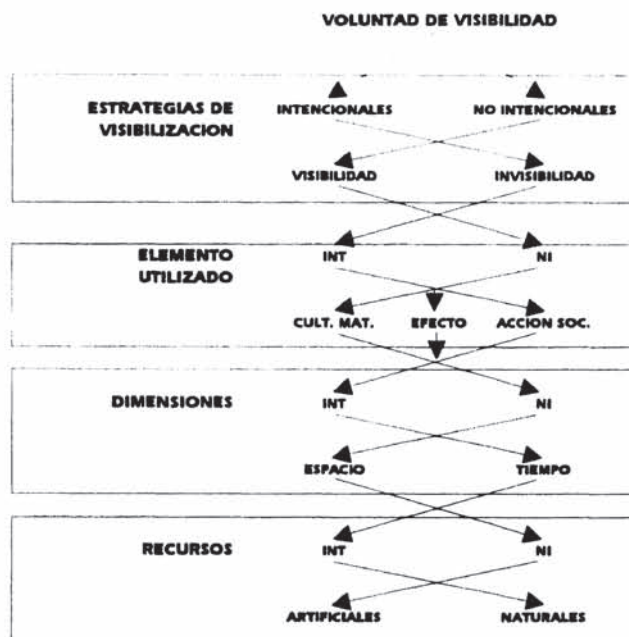 VOLUNTAD DE VISIBILIDAD
ESTRATEGIAS DE
VISIBILIZACION
INTENCIONALES NO INTENCIONALES
VISIBILIDAD INVISIBILIDAD
ELEMENTO
UTILIZADO
INT NI
CULT. MAT. EFECTO ACCION SOC.
DIMENSIONES
INT NI
ESPACIO TIEMPO
RECURSOS
INT NI
ARTIFICIALES NATURALES